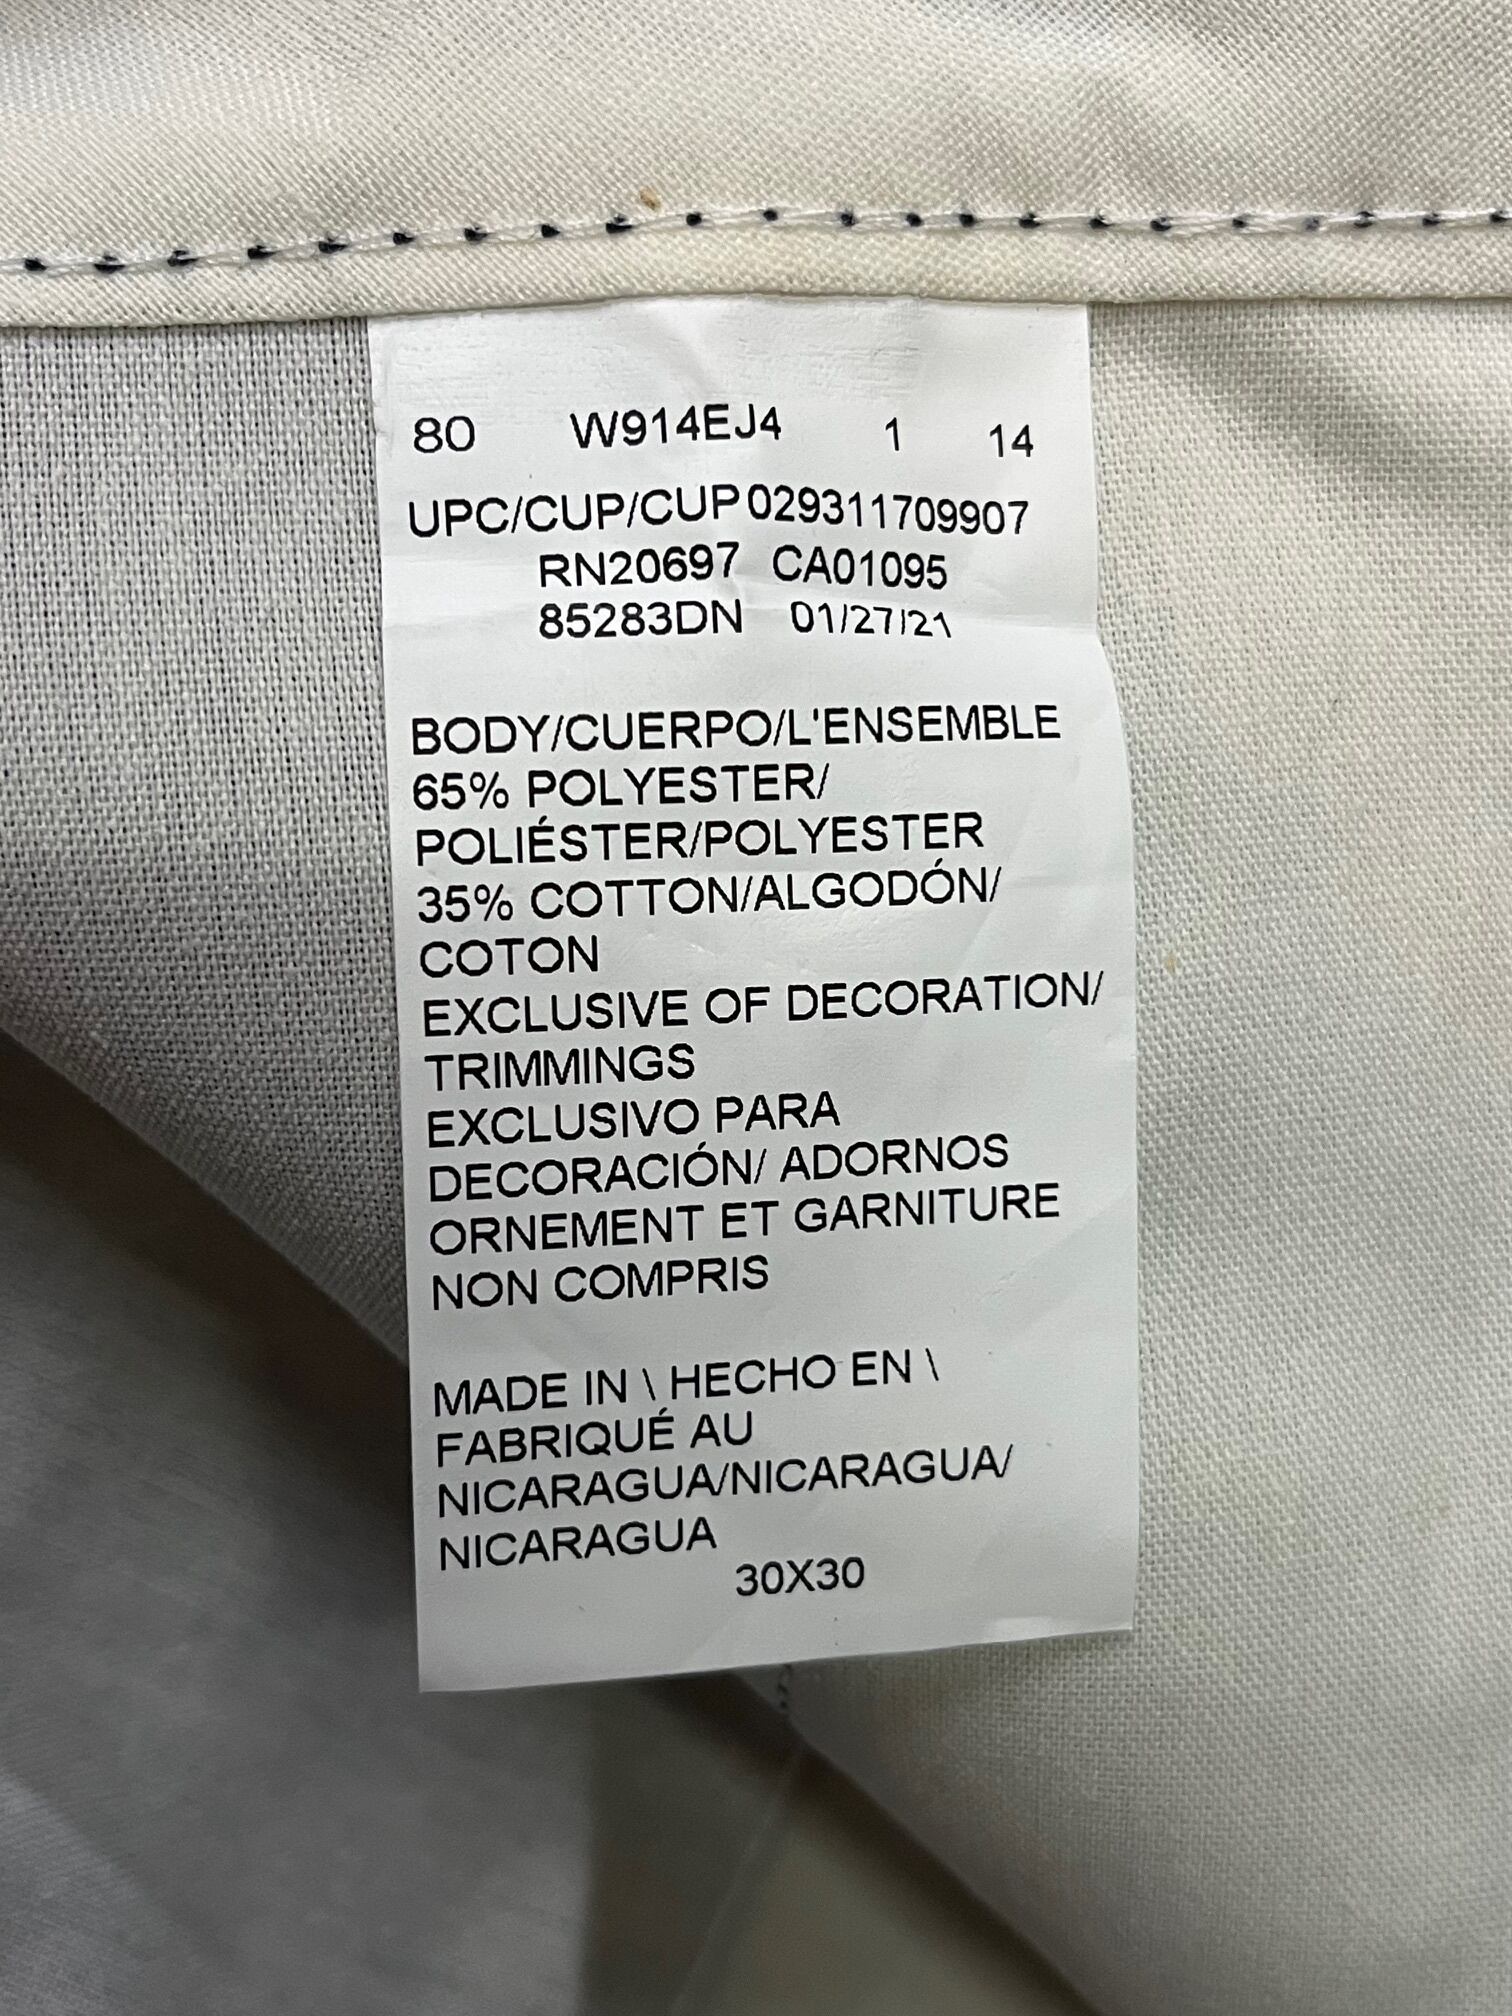 80 W914EJ4 1 14
UPC/CUP/CUP 029311709907
RN20697 CA01095
85283DN 01/27/21
BODY/CUERPO/L'ENSEMBLE
65% POLYESTER/
POLIÉSTER/POLYESTER
35% COTTON/ALGODÓN/
COTON
EXCLUSIVE OF DECORATION/
TRIMMINGS
EXCLUSIVO PARA
DECORACIÓN/ ADORNOS
ORNEMENT ET GARNITURE
NON COMPRIS
MADE IN \ HECHO EN \
FABRIQUÉ AU
NICARAGUA/NICARAGUA/
NICARAGUA
30X30